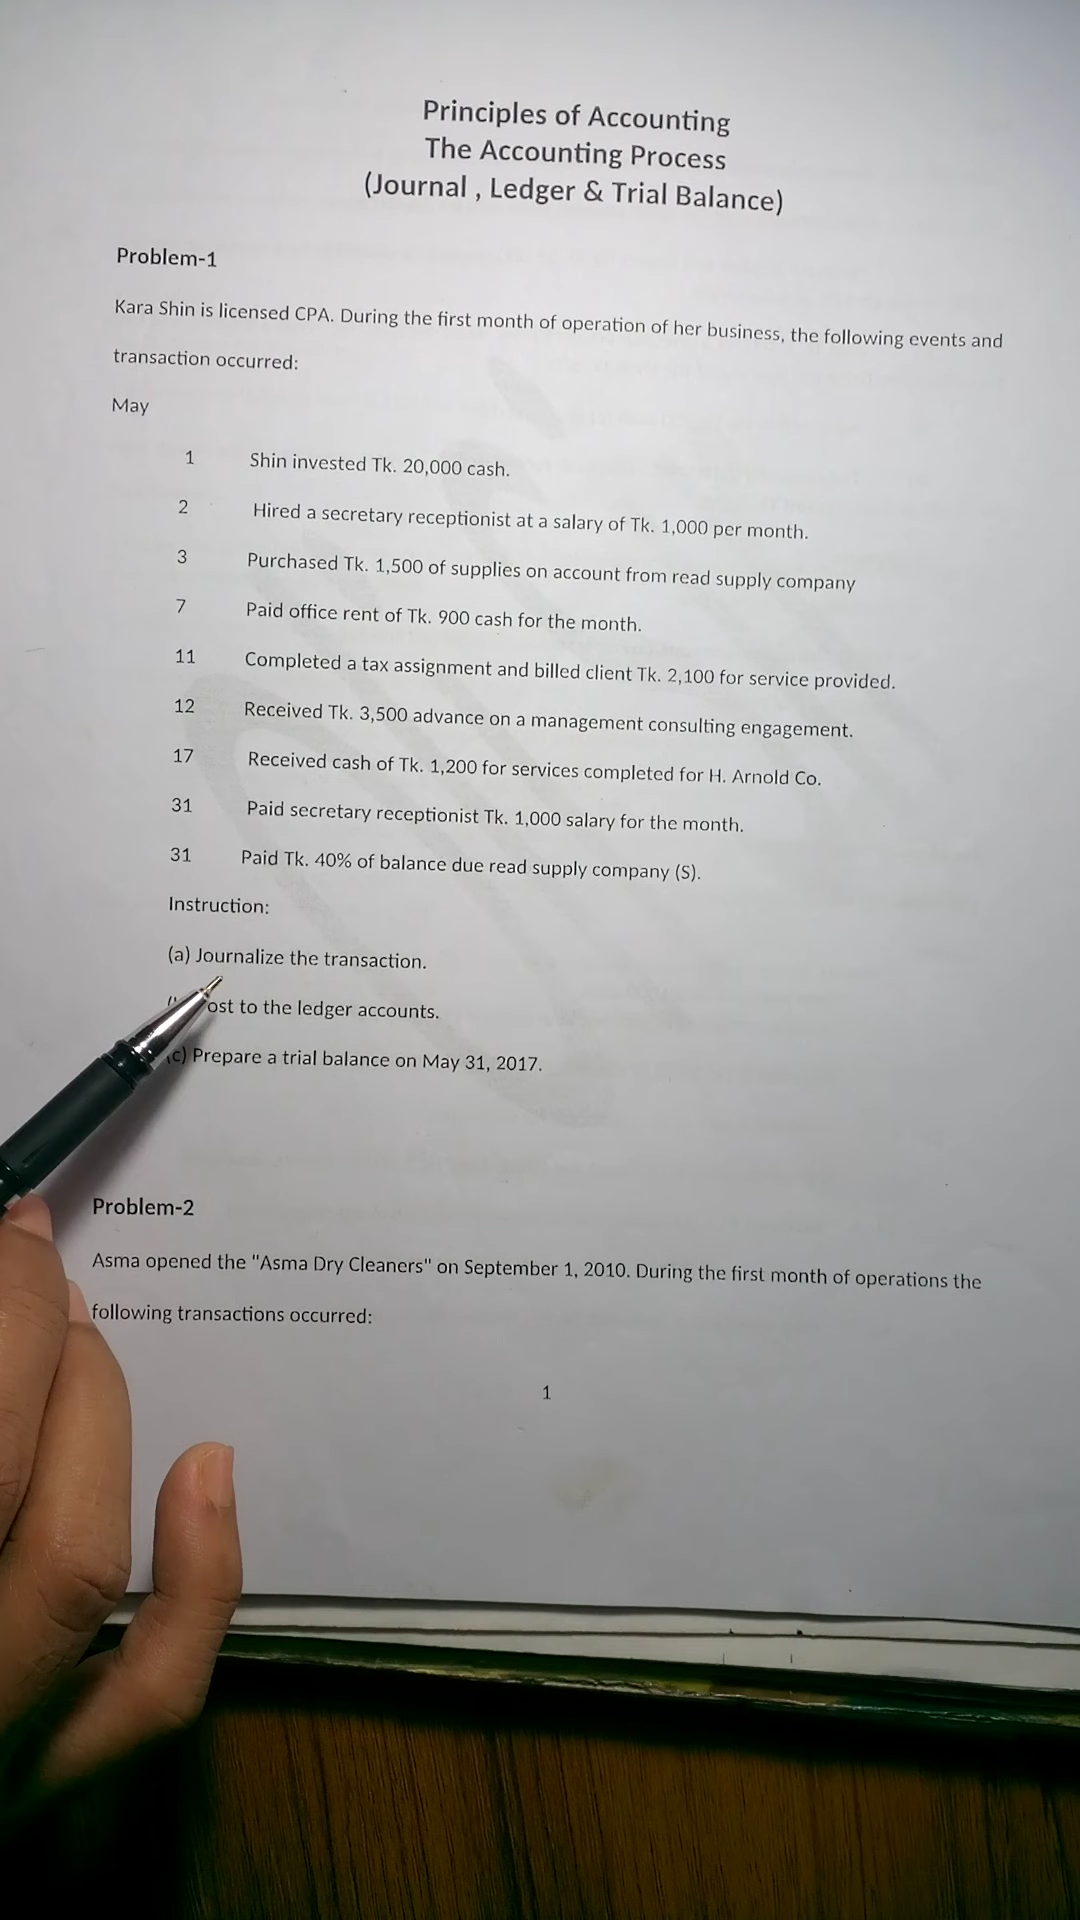 Principles of Accounting
The Accounting Process
(Journal , Ledger & Trial Balance)
Problem-1
Kara Shin is licensed CPA. During the first month of operation of her business, the following events and
transaction occurred:
May
1 Shin invested Tk. 20,000 cash.
2 Hired a secretary receptionist at a salary of Tk. 1,000 per month.
3 Purchased Tk. 1,500 of supplies on account from read supply company
7 Paid office rent of Tk. 900 cash for the month.
11 Completed a tax assignment and billed client Tk. 2,100 for service provided.
12 Received Tk. 3,500 advance on a management consulting engagement.
17 Received cash of Tk. 1,200 for services completed for H. Arnold Co.
31 Paid secretary receptionist Tk. 1,000 salary for the month.
31 Paid Tk. 40% of balance due read supply company (S).
Instruction:
(a) Journalize the transaction.
ost to the ledger accounts.
(c) Prepare a trial balance on May 31, 2017.
Problem-2
Asma opened the "Asma Dry Cleaners" on September 1, 2010. During the first month of operations the
following transactions occurred:
1